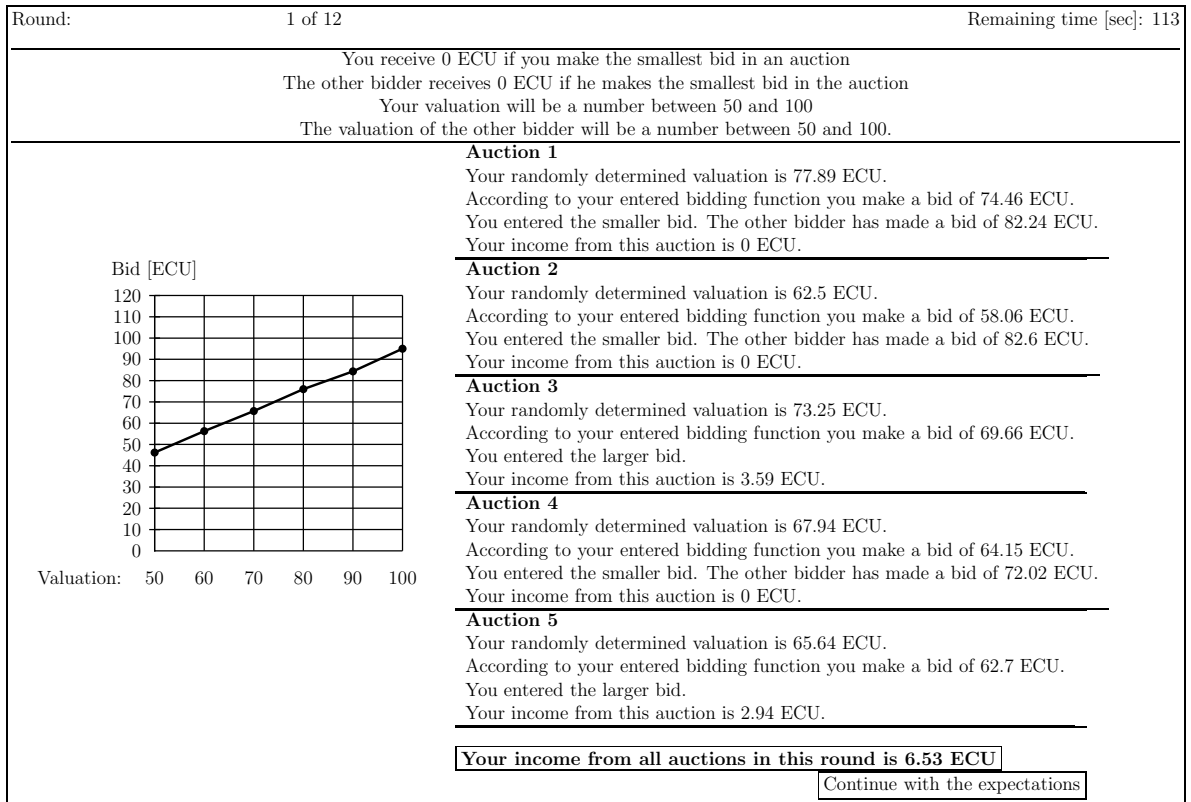 Round: 1 of 12 Remaining time [sec]: 113
You receive 0 ECU if you make the smallest bid in an auction
The other bidder receives 0 ECU if he makes the smallest bid in the auction
Your valuation will be a number between 50 and 100
The valuation of the other bidder will be a number between 50 and 100.
Bid [ECU]
120
110
100
90
80
70
60
50
40
30
20
10
0
Valuation: 50 60 70 80 90 100
Auction 1
Your randomly determined valuation is 77.89 ECU.
According to your entered bidding function you make a bid of 74.46 ECU.
You entered the smaller bid. The other bidder has made a bid of 82.24 ECU.
Your income from this auction is 0 ECU.
Auction 2
Your randomly determined valuation is 62.5 ECU.
According to your entered bidding function you make a bid of 58.06 ECU.
You entered the smaller bid. The other bidder has made a bid of 82.6 ECU.
Your income from this auction is 0 ECU.
Auction 3
Your randomly determined valuation is 73.25 ECU.
According to your entered bidding function you make a bid of 69.66 ECU.
You entered the larger bid.
Your income from this auction is 3.59 ECU.
Auction 4
Your randomly determined valuation is 67.94 ECU.
According to your entered bidding function you make a bid of 64.15 ECU.
You entered the smaller bid. The other bidder has made a bid of 72.02 ECU.
Your income from this auction is 0 ECU.
Auction 5
Your randomly determined valuation is 65.64 ECU.
According to your entered bidding function you make a bid of 62.7 ECU.
You entered the larger bid.
Your income from this auction is 2.94 ECU.
Your income from all auctions in this round is 6.53 ECU
Continue with the expectations